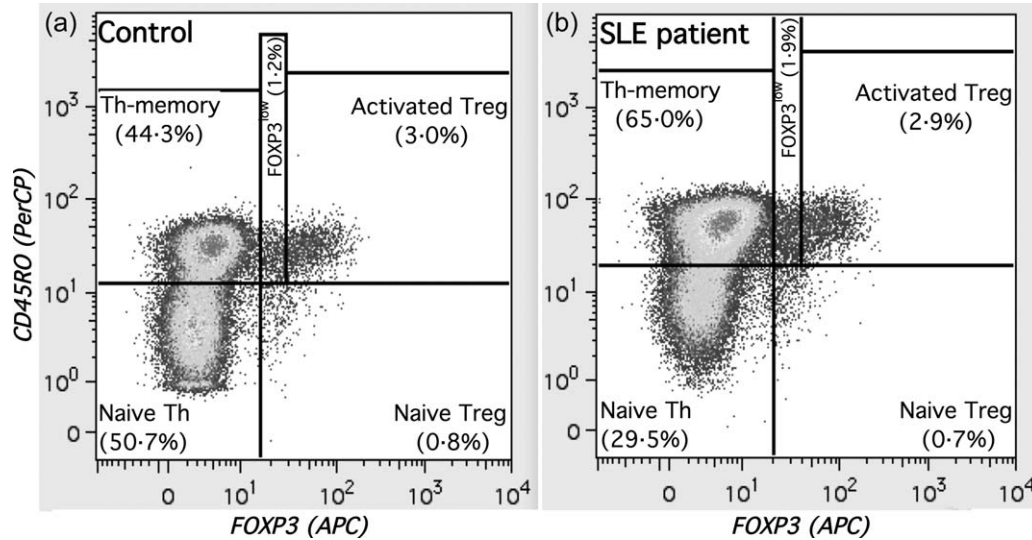 (a) Control
Th-memory
(44·3%)
FOXP3low (1·2%)
Activated Treg
(3·0%)
Naive Th
(50·7%)
Naive Treg
(0·8%)
CD45RO (PerCP)
10³
10²
10¹
10⁰
0
0 10¹ 10² 10³ 10⁴
FOXP3 (APC)
(b) SLE patient
Th-memory
(65·0%)
FOXP3low (1·9%)
Activated Treg
(2·9%)
Naive Th
(29·5%)
Naive Treg
(0·7%)
10³
10²
10¹
10⁰
0
0 10¹ 10² 10³ 10⁴
FOXP3 (APC)